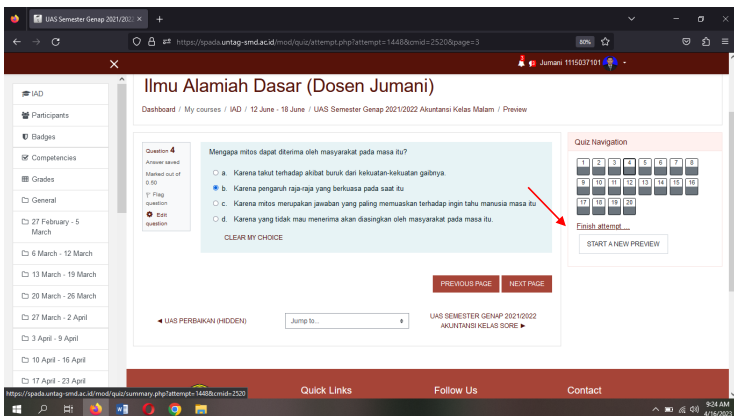 UAS Semester Genap 2021/202
https://spada.untag-smd.ac.id/mod/quiz/attempt.php?attempt=1448&cmid=2520&page=3
80%
Jumani 1115037101
IAD
Participants
Badges
Competencies
Grades
General
27 February - 5
March
6 March - 12 March
13 March - 19 March
20 March - 26 March
27 March - 2 April
3 April - 9 April
10 April - 16 April
17 April - 23 April
Ilmu Alamiah Dasar (Dosen Jumani)
Dashboard / My courses / IAD / 12 June - 18 June / UAS Semester Genap 2021/2022 Akuntansi Kelas Malam / Preview
Question 4
Answer saved
Marked out of
0.50
Flag
question
Edit
question
Mengapa mitos dapat diterima oleh masyarakat pada masa itu?
a. Karena takut terhadap akibat buruk dari kekuatan-kekuatan gaibnya.
b. Karena pengaruh raja-raja yang berkuasa pada saat itu
c. Karena mitos merupakan jawaban yang paling memuaskan terhadap ingin tahu manusia masa itu
d. Karena yang tidak mau menerima akan diasingkan oleh masyarakat pada masa itu.
CLEAR MY CHOICE
PREVIOUS PAGE NEXT PAGE
◄ UAS PERBAIKAN (HIDDEN)
Jump to...
UAS SEMESTER GENAP 2021/2022
AKUNTANSI KELAS SORE ►
Quiz Navigation
1 2 3 4 5 6 7 8
9 10 11 12 13 14 15 16
17 18 19 20
Finish attempt ...
START A NEW PREVIEW
Quick Links
Follow Us
Contact
https://spada.untag-smd.ac.id/mod/quiz/summary.php?attempt=1448&cmid=2520
9:24 AM
4/16/2023